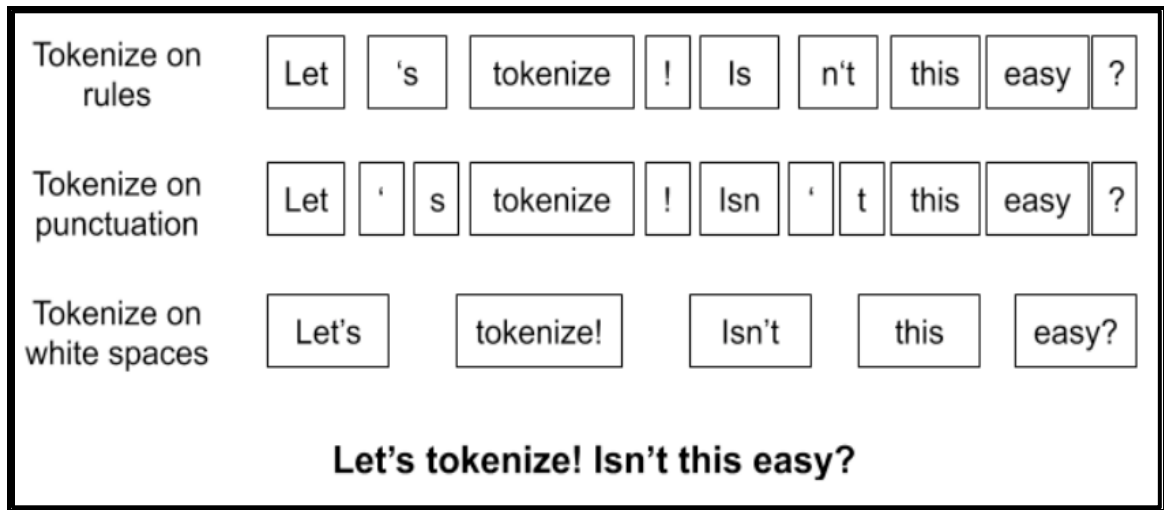 Tokenize on
rules
Let ‘s tokenize ! Is n‘t this easy ?
Tokenize on
punctuation
Let ‘ s tokenize ! Isn ‘ t this easy ?
Tokenize on
white spaces
Let’s tokenize! Isn’t this easy?
Let’s tokenize! Isn’t this easy?